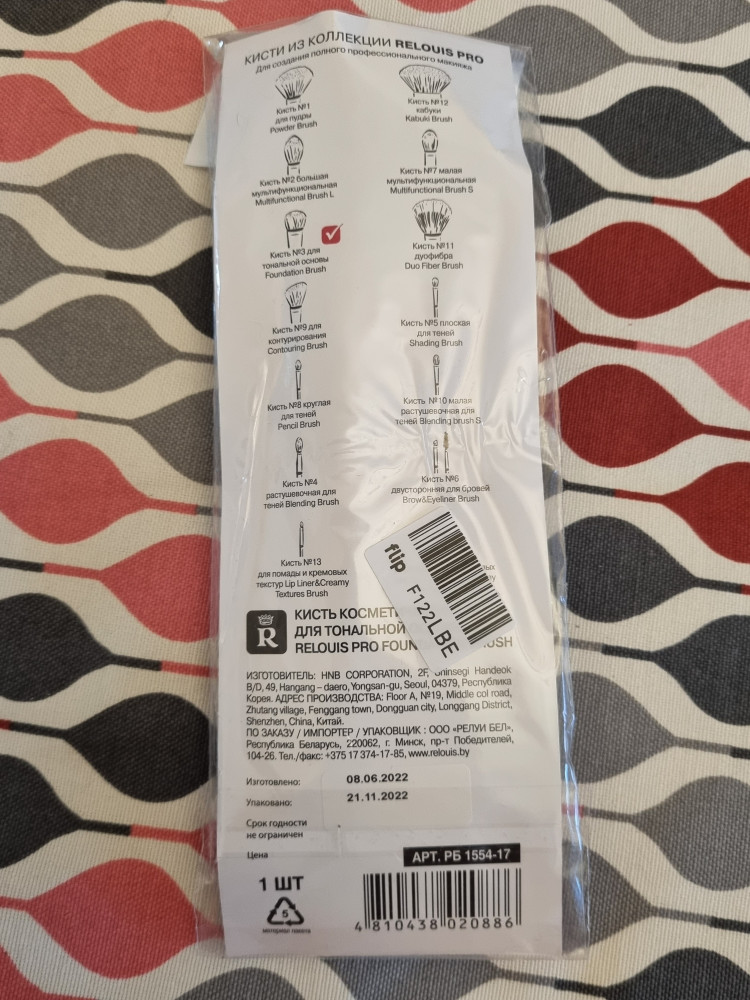 КИСТИ ИЗ КОЛЛЕКЦИИ RELOUIS PRO
Для создания полного профессионального макияжа
Кисть №1
для пудры
Powder Brush
Кисть №12
кабуки
Kabuki Brush
Кисть №2 большая
мультифункциональная
Multifunctional Brush L
Кисть №7 малая
мультифункциональная
Multifunctional Brush S
Кисть №3 для
тональной основы
Foundation Brush
Кисть №11
дуофибра
Duo Fiber Brush
Кисть №9 для
контурирования
Contouring Brush
Кисть №5 плоская
для теней
Shading Brush
Кисть №8 круглая
для теней
Pencil Brush
Кисть №10 малая
растушевочная для
теней Blending brush S
Кисть №4
растушевочная для
теней Blending Brush
Кисть №6
двусторонняя для бровей
Brow&Eyeliner Brush
Кисть №13
для помады и кремовых
текстур Lip Liner&Creamy
Textures Brush
flip
F122LBE
R
КИСТЬ КОСМЕТИ
ДЛЯ ТОНАЛЬНОЙ
RELOUIS PRO FOUN USH
ИЗГОТОВИТЕЛЬ: HNB CORPORATION, 2F, Shinsegi Handeok
B/D, 49, Hangang – daero, Yongsan-gu, Seoul, 04379, Республика
Корея. АДРЕС ПРОИЗВОДСТВА: Floor A, №19, Middle col road,
Zhutang village, Fenggang town, Dongguan city, Longgang District,
Shenzhen, China, Китай.
ПО ЗАКАЗУ / ИМПОРТЕР / УПАКОВЩИК : ООО «РЕЛУИ БЕЛ»,
Республика Беларусь, 220062, г. Минск, пр-т Победителей,
104-26. Тел./факс: +375 17 374-17-85, www.relouis.by
Изготовлено: 08.06.2022
Упаковано: 21.11.2022
Срок годности
не ограничен
Цена
АРТ. РБ 1554-17
1 ШТ
5
материал пакета
4 810438 020886